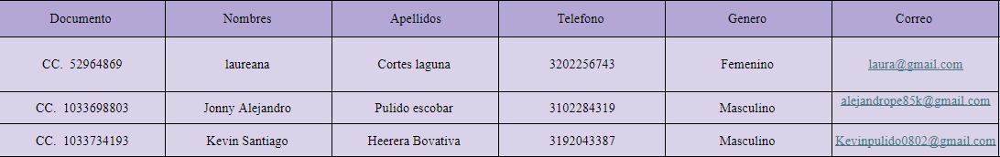 Documento Nombres Apellidos Telefono Genero Correo
CC. 52964869 laureana Cortes laguna 3202256743 Femenino laura@gmail.com
CC. 1033698803 Jonny Alejandro Pulido escobar 3102284319 Masculino alejandrope85k@gmail.com
CC. 1033734193 Kevin Santiago Heerera Bovativa 3192043387 Masculino Kevinpulido0802@gmail.com